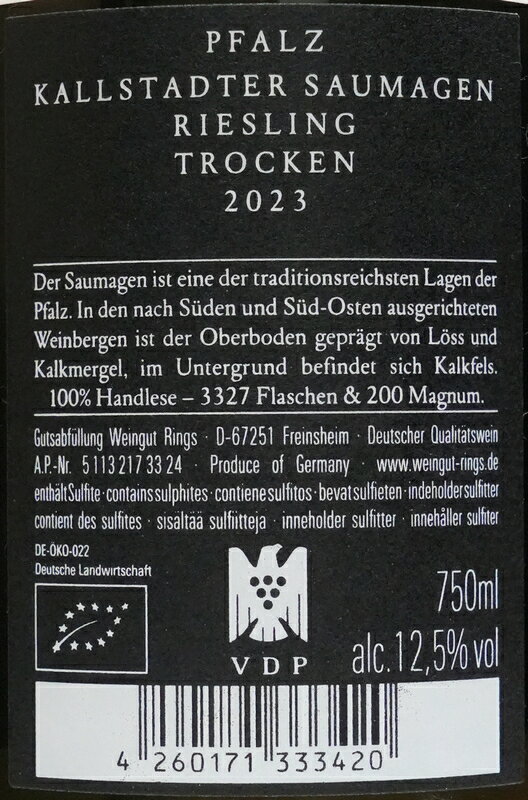 PFALZ
KALLSTADTER SAUMAGEN
RIESLING
TROCKEN
2023
Der Saumagen ist eine der traditionsreichsten Lagen der
Pfalz. In den nach Süden und Süd-Osten ausgerichteten
Weinbergen ist der Oberboden geprägt von Löss und
Kalkmergel, im Untergrund befindet sich Kalkfels.
100% Handlese – 3327 Flaschen & 200 Magnum.
Gutsabfüllung Weingut Rings · D-67251 Freinsheim · Deutscher Qualitätswein
A.P.-Nr. 5 113 217 33 24 · Produce of Germany · www.weingut-rings.de
enthält Sulfite · contains sulphites · contiene sulfitos · bevat sulfieten · indeholder sulfitter
contient des sulfites · sisältää sulfiitteja · inneholder sulfitter · innehåller sulfiter
DE-ÖKO-022
Deutsche Landwirtschaft
VDP
750ml
alc. 12,5% vol
4 260171 333420